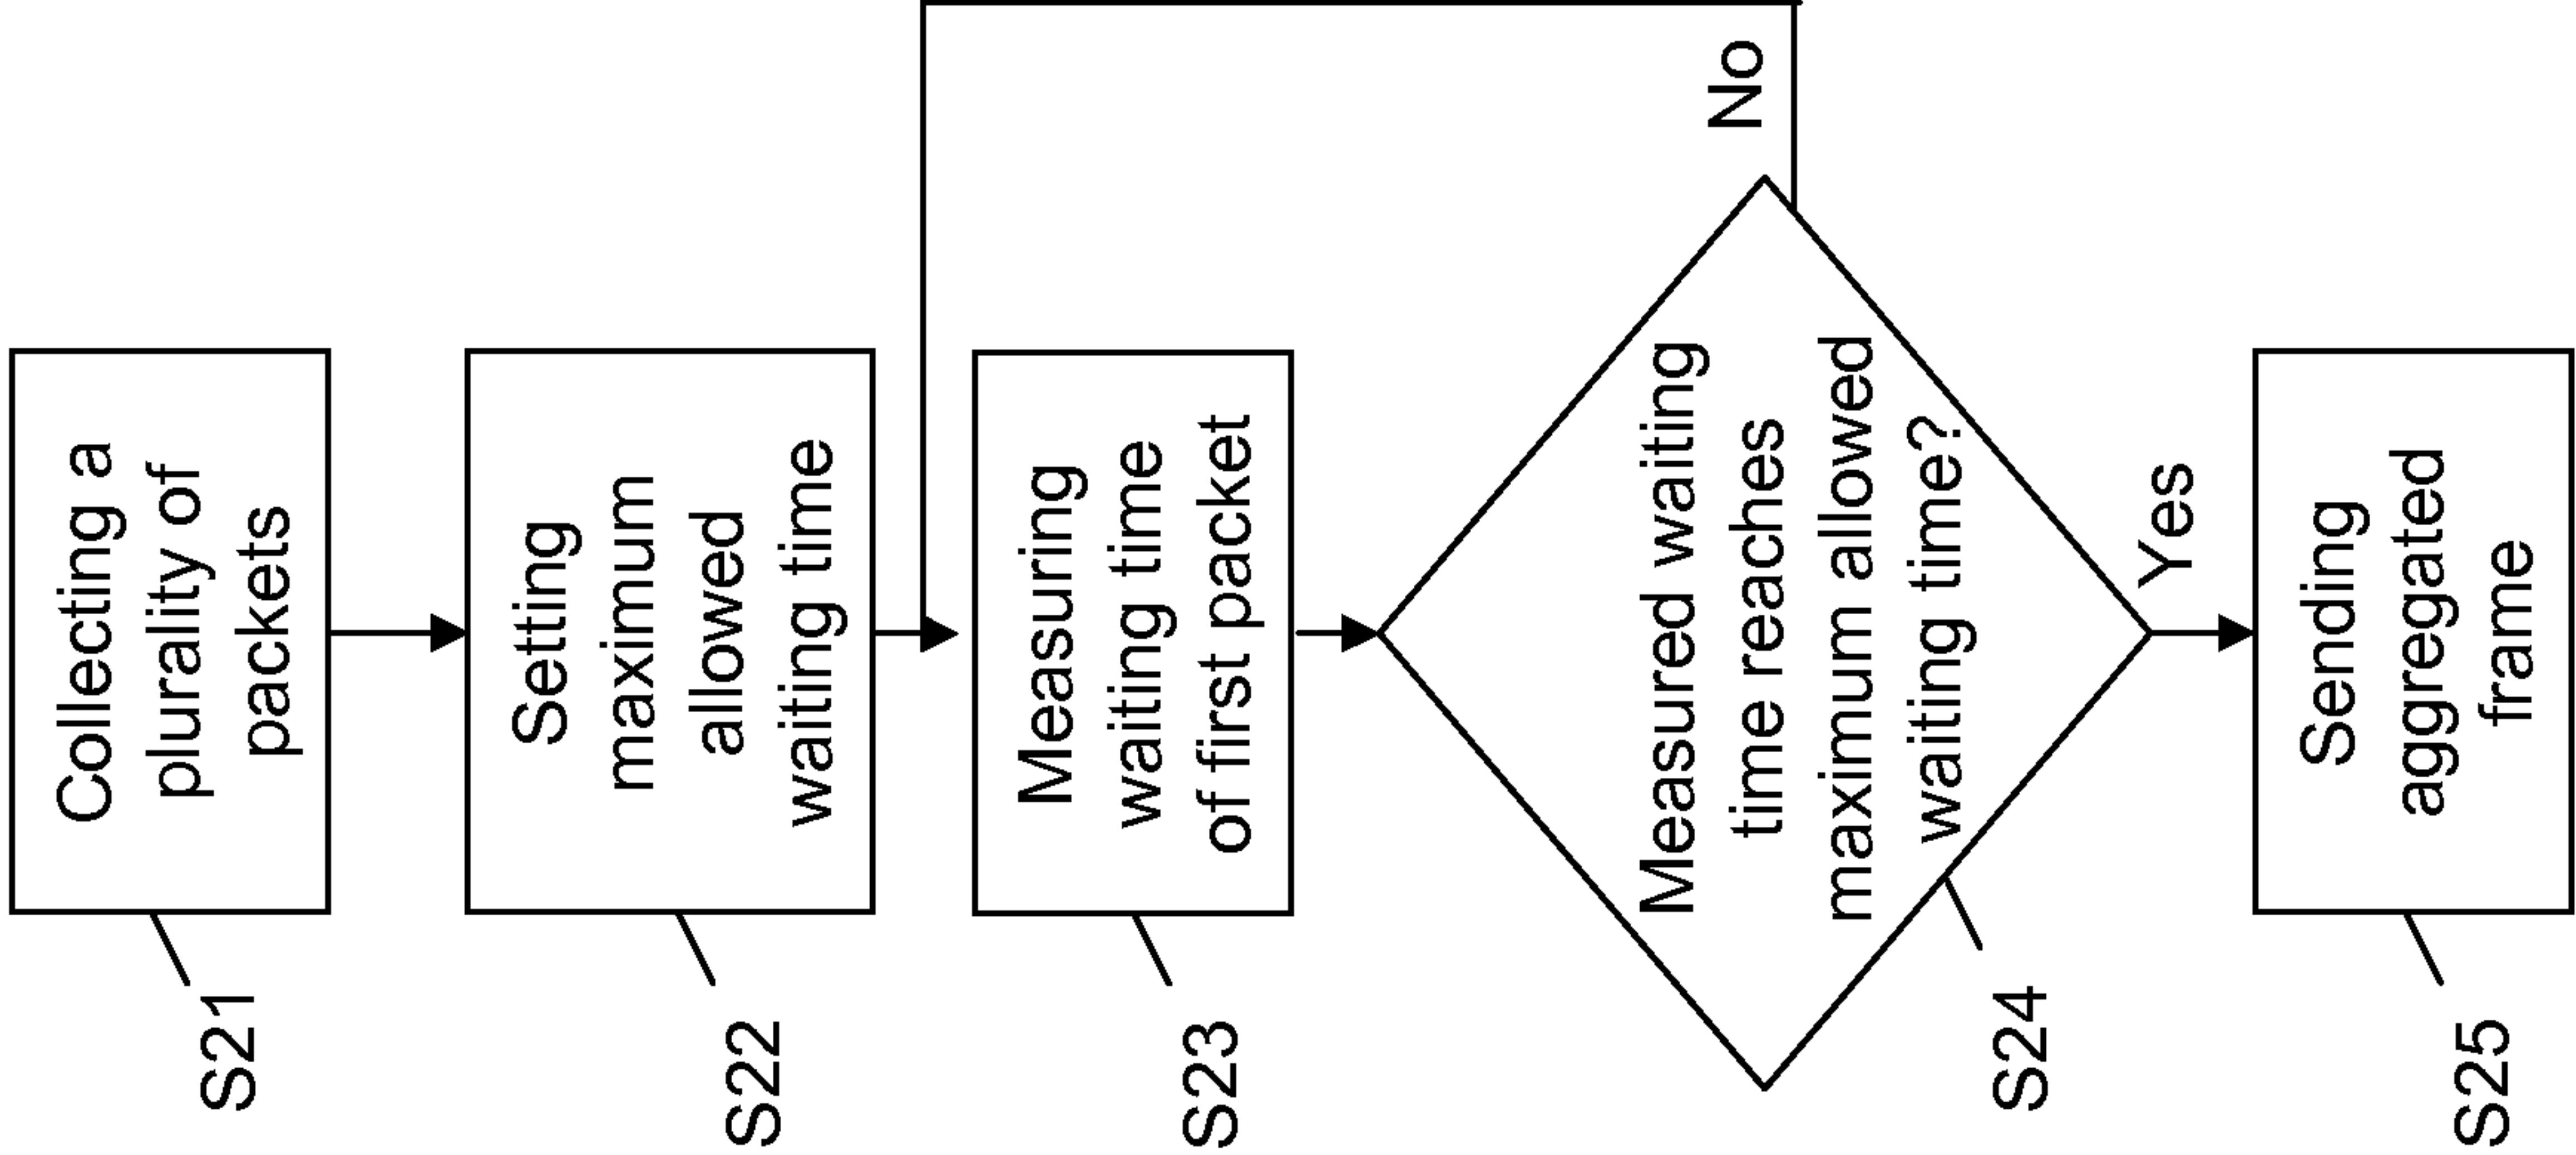 Collecting a
plurality of
packets
S21
Setting
maximum
allowed
waiting time
S22
Measuring
waiting time
of first packet
S23
Measured waiting
time reaches
maximum allowed
waiting time?
S24
No
Yes
Sending
aggregated
frame
S25